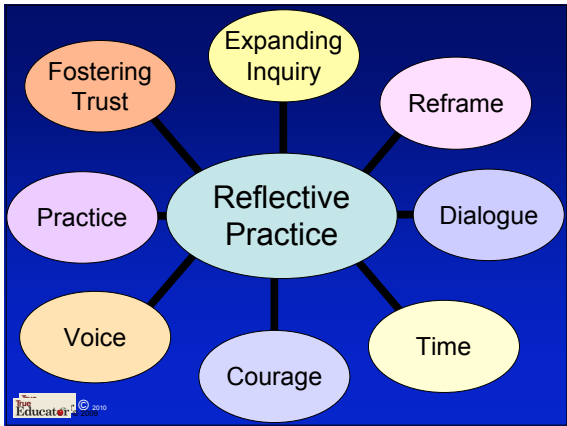 Expanding
Inquiry
Fostering
Trust
Reframe
Reflective
Practice
Practice
Dialogue
Voice
Time
Courage
True
Educator
© 2010